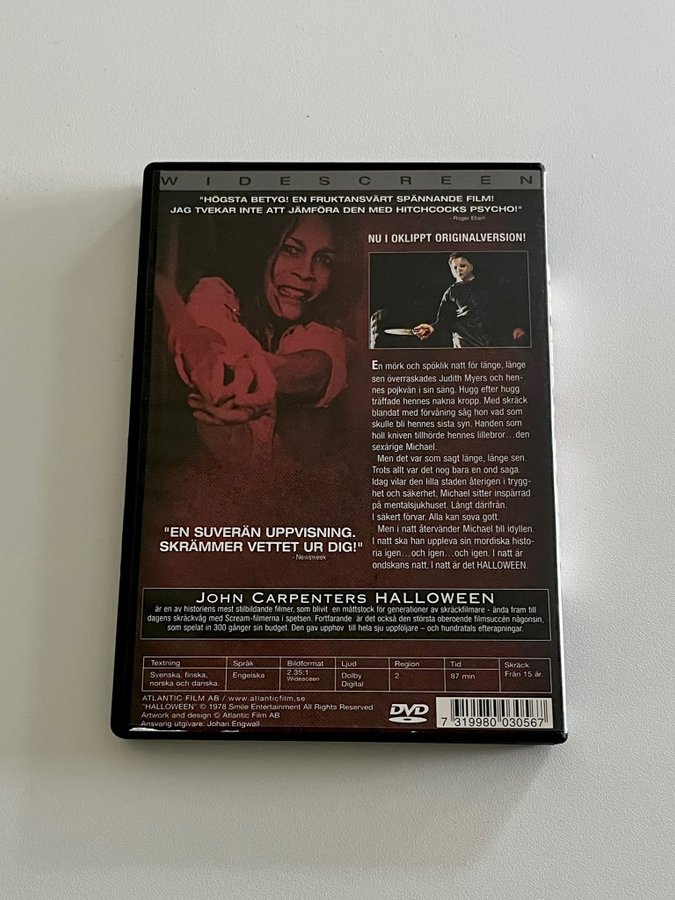 WIDESCREEN
"HÖGSTA BETYG! EN FRUKTANSVÄRT SPÄNNANDE FILM!
JAG TVEKAR INTE ATT JÄMFÖRA DEN MED HITCHCOCKS PSYCHO!"
- Roger Ebert
NU I OKLIPPT ORIGINALVERSION!
En mörk och spöklik natt för länge, länge
sen överraskades Judith Myers och hen-
nes pojkvän i sin säng. Hugg efter hugg
träffade hennes nakna kropp. Med skräck
blandat med förvåning såg hon vad som
skulle bli hennes sista syn. Handen som
höll kniven tillhörde hennes lillebror...den
sexårige Michael.
Men det var som sagt länge, länge sen.
Trots allt var det nog bara en ond saga.
Idag vilar den lilla staden återigen i trygg-
het och säkerhet, Michael sitter inspärrad
på mentalsjukhuset. Långt därifrån.
I säkert förvar. Alla kan sova gott.
Men i natt återvänder Michael till idyllen.
I natt ska han uppleva sin mordiska histo-
ria igen...och igen...och igen. I natt är
ondskans natt. I natt är det HALLOWEEN.
"EN SUVERÄN UPPVISNING.
SKRÄMMER VETTET UR DIG!"
- Newsweek
JOHN CARPENTERS HALLOWEEN
är en av historiens mest stilbildande filmer, som blivit en måttstock för generationer av skräckfilmare - ända fram till
dagens skräckvåg med Scream-filmerna i spetsen. Fortfarande är det också den största oberoende filmsuccén någonsin,
som spelat in 300 gånger sin budget. Den gav upphov till hela sju uppföljare – och hundratals efterapningar.
Textning Språk Bildformat Ljud Region Tid Skräck
Svenska, finska, Engelska 2.35:1 Dolby 2 87 min Från 15 år.
norska och danska. Widescreen Digital
ATLANTIC FILM AB / www.atlanticfilm.se
"HALLOWEEN" © 1978 Smile Entertainment All Rights Reserved
Artwork and design © Atlantic Film AB
Ansvarig utgivare: Johan Engwall
DVD
7 319980 030567